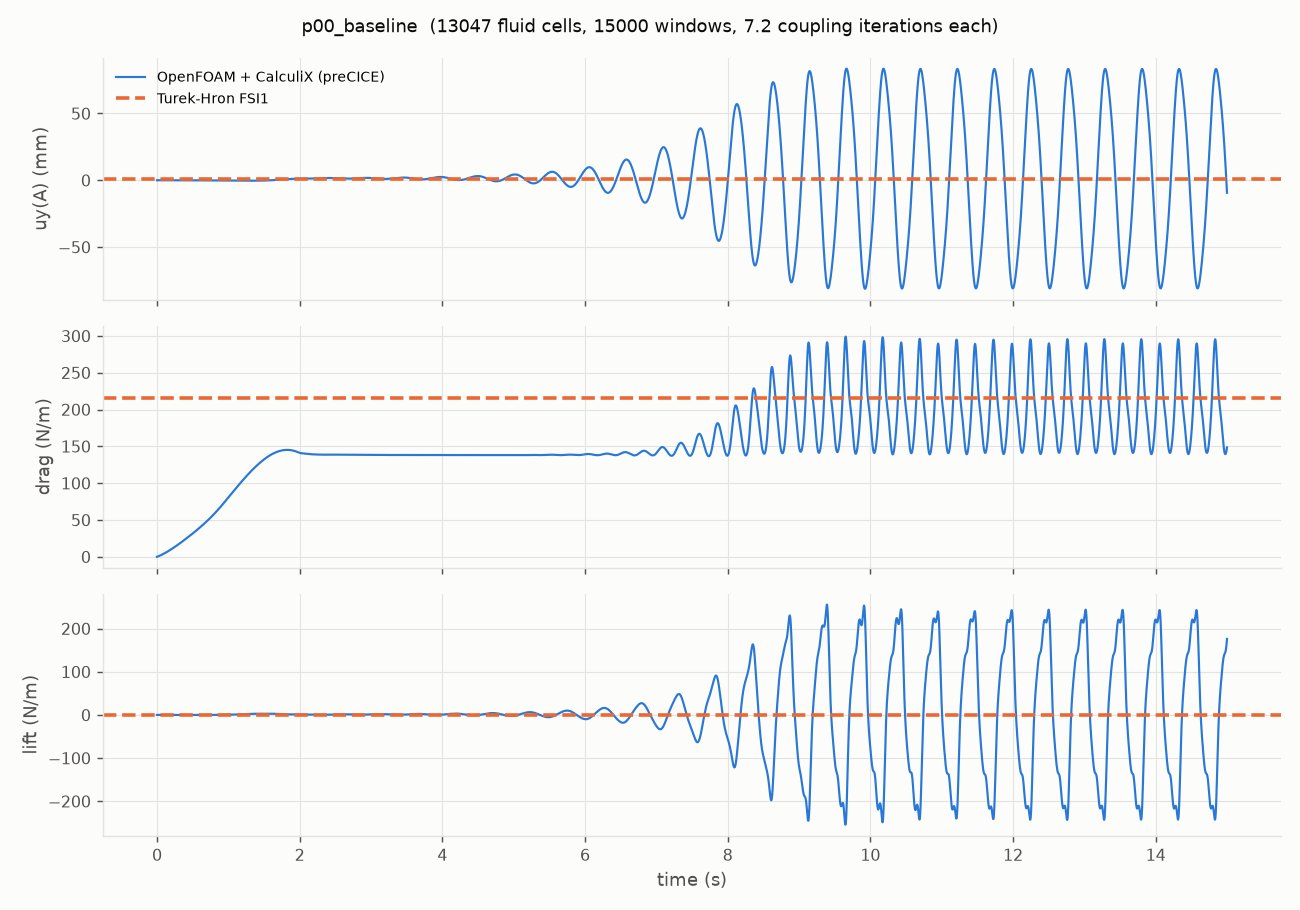 p00_baseline  (13047 fluid cells, 15000 windows, 7.2 coupling iterations each)
OpenFOAM + CalculiX (preCICE)
Turek-Hron FSI1
uy(A) (mm)
50
0
−50
drag (N/m)
300
250
200
150
100
50
0
lift (N/m)
200
100
0
−100
−200
0 2 4 6 8 10 12 14
time (s)